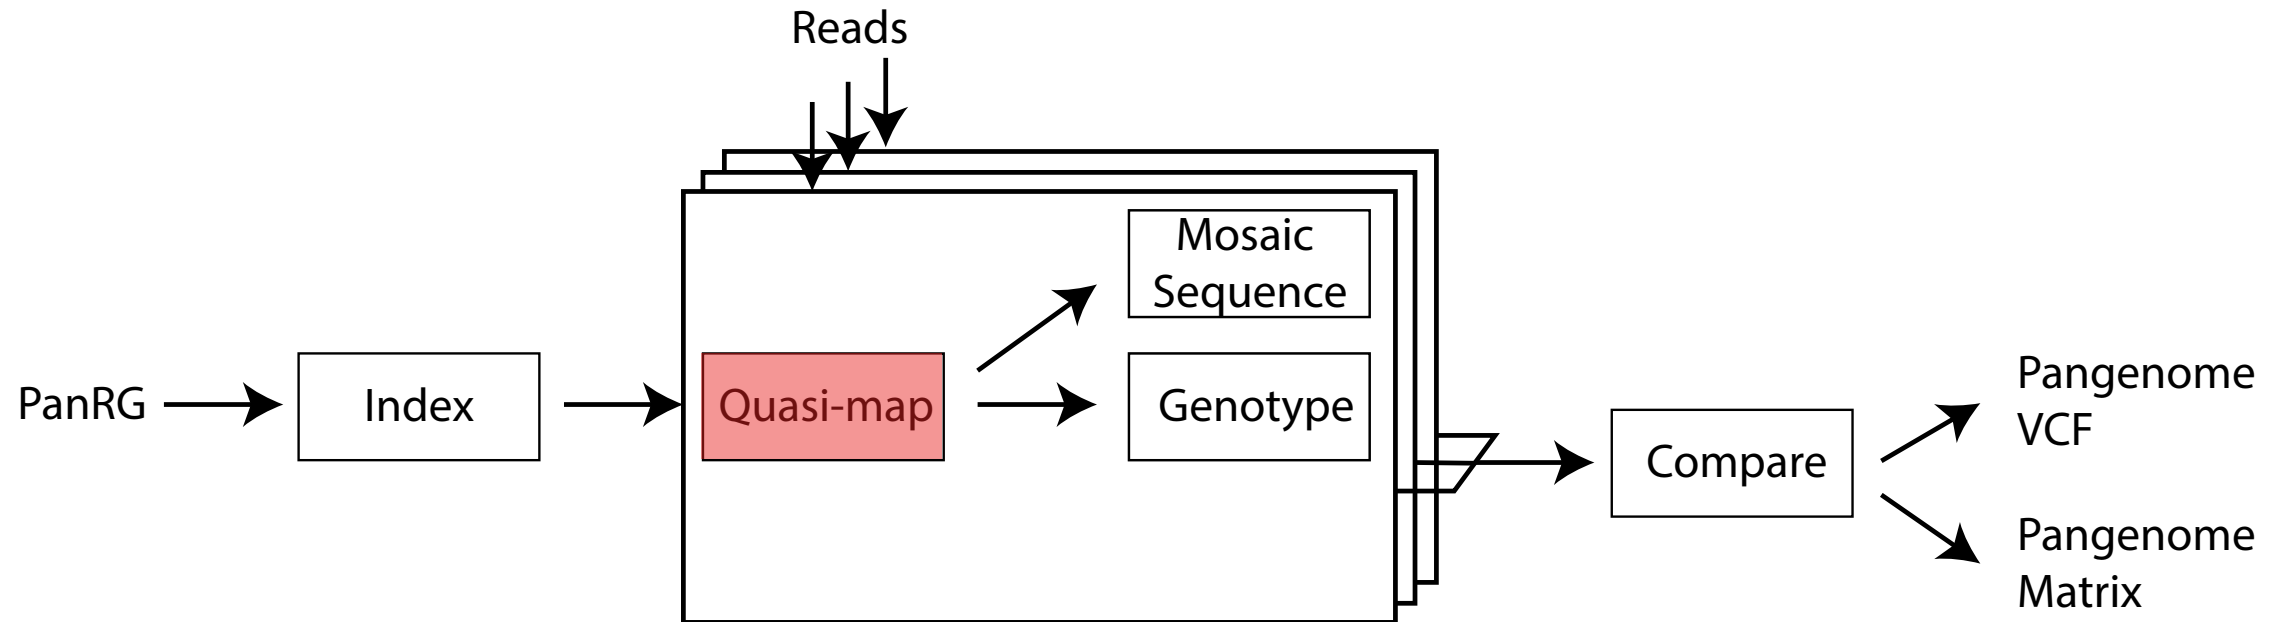 Reads
Mosaic
Sequence
PanRG
Index
Quasi-map
Genotype
Compare
Pangenome
VCF
Pangenome
Matrix